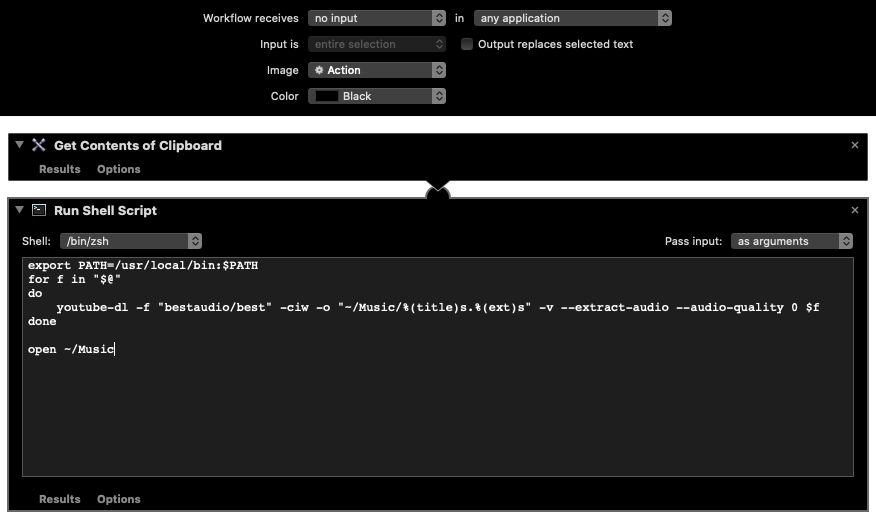 Workflow receives no input in any application
Input is entire selection Output replaces selected text
Image Action
Color Black
Get Contents of Clipboard
Results Options
Run Shell Script
Shell: /bin/zsh Pass input: as arguments
export PATH=/usr/local/bin:$PATH
for f in "$@"
do
    youtube-dl -f "bestaudio/best" -ciw -o "~/Music/%(title)s.%(ext)s" -v --extract-audio --audio-quality 0 $f
done

open ~/Music
Results Options